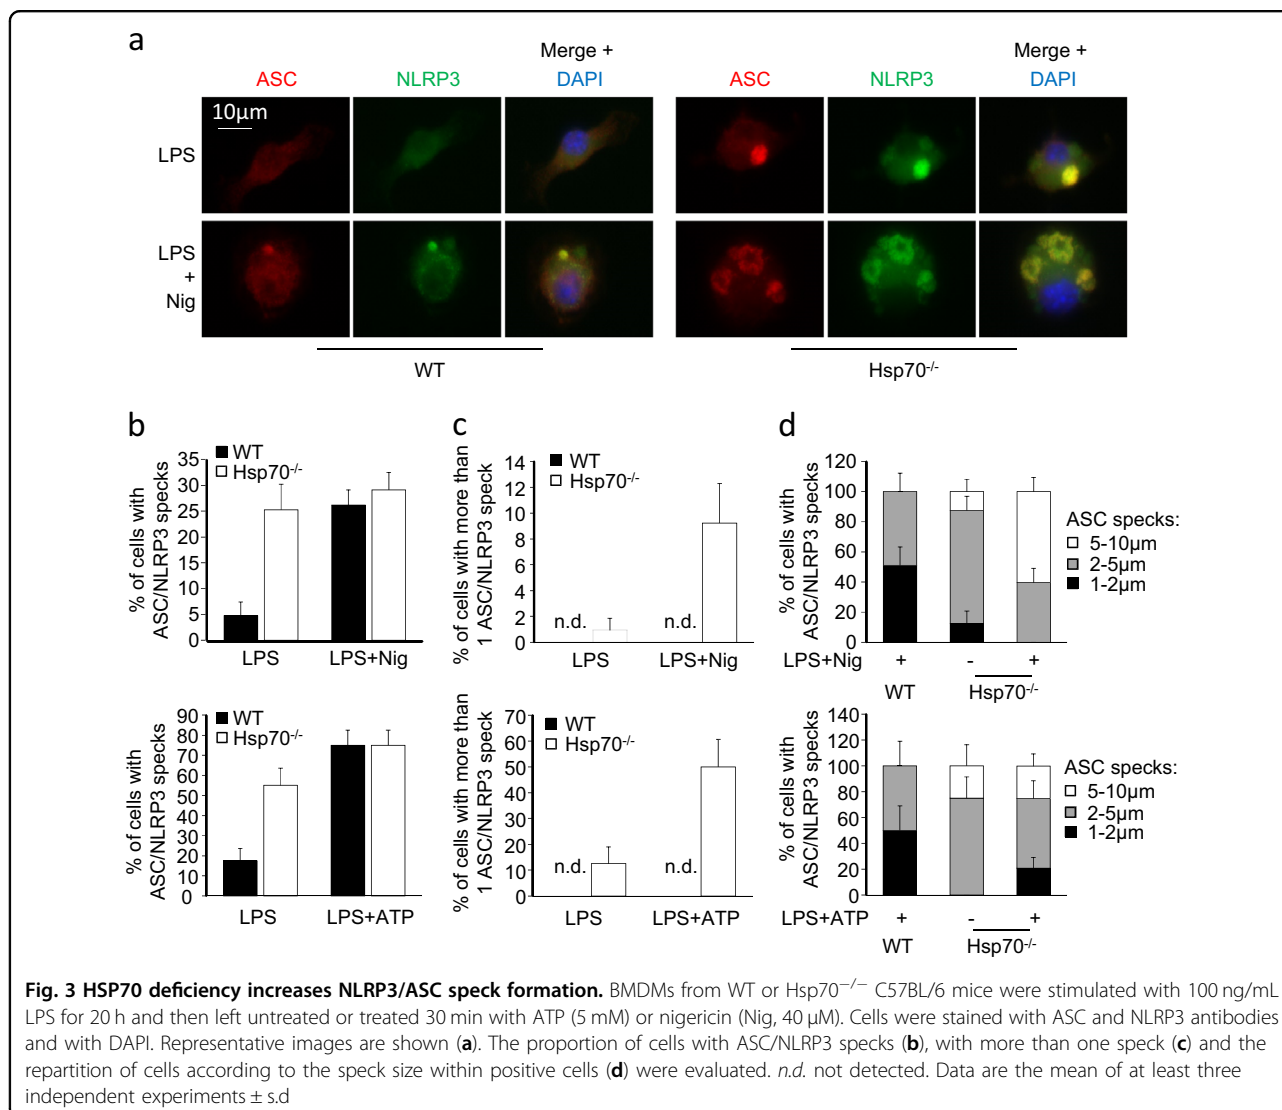 a
Merge +
ASC NLRP3 DAPI
Merge +
ASC NLRP3 DAPI
10µm
LPS
LPS
+
Nig
WT
Hsp70-/-
b
WT
Hsp70-/-
% of cells with
ASC/NLRP3 specks
35
30
25
20
15
10
5
0
LPS LPS+Nig
WT
Hsp70-/-
% of cells with
ASC/NLRP3 specks
90
80
70
60
50
40
30
20
10
0
LPS LPS+ATP
c
WT
Hsp70-/-
% of cells with more than
1 ASC/NLRP3 speck
14
12
10
8
6
4
2
0
n.d. n.d.
LPS LPS+Nig
WT
Hsp70-/-
% of cells with more than
1 ASC/NLRP3 speck
70
60
50
40
30
20
10
0
n.d. n.d.
LPS LPS+ATP
d
% of cells with
ASC/NLRP3 specks
120
100
80
60
40
20
0
ASC specks:
5-10µm
2-5µm
1-2µm
LPS+Nig + - +
WT Hsp70-/-
% of cells with
ASC/NLRP3 specks
140
120
100
80
60
40
20
0
ASC specks:
5-10µm
2-5µm
1-2µm
LPS+ATP + - +
WT Hsp70-/-
Fig. 3 HSP70 deficiency increases NLRP3/ASC speck formation. BMDMs from WT or Hsp70−/− C57BL/6 mice were stimulated with 100 ng/mL
LPS for 20 h and then left untreated or treated 30 min with ATP (5 mM) or nigericin (Nig, 40 µM). Cells were stained with ASC and NLRP3 antibodies
and with DAPI. Representative images are shown (a). The proportion of cells with ASC/NLRP3 specks (b), with more than one speck (c) and the
repartition of cells according to the speck size within positive cells (d) were evaluated. n.d. not detected. Data are the mean of at least three
independent experiments ± s.d